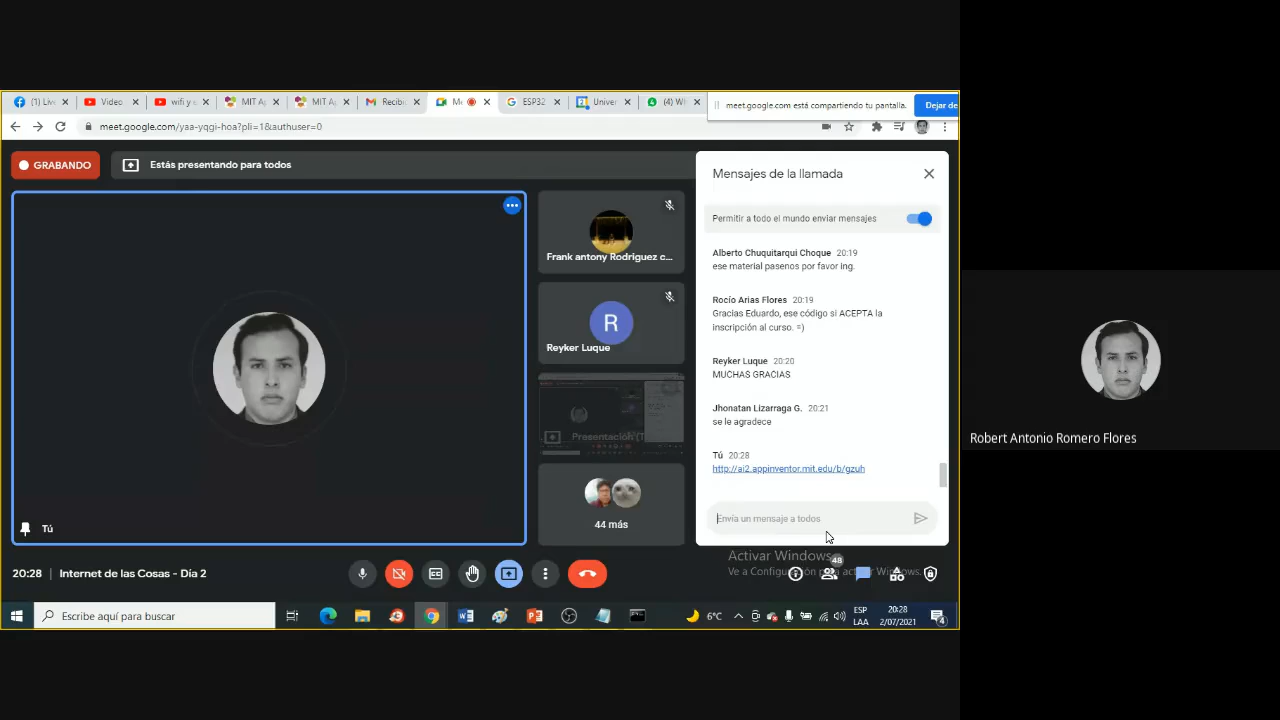 (1) Liv
Video
wifi y c
MIT Ap
MIT Ap
Recib
Me
ESP32
Univer
(4) W
meet.google.com está compartiendo tu pantalla.
Dejar de
meet.google.com/yaa-yqgi-hoa?pli=1&authuser=0
GRABANDO
Estás presentando para todos
Mensajes de la llamada
Permitir a todo el mundo enviar mensajes
Alberto Chuquitarqui Choque 20:19
ese material pasenos por favor ing.
Rocío Arias Flores 20:19
Gracias Eduardo, ese código si ACEPTA la
inscripción al curso. =)
Reyker Luque 20:20
MUCHAS GRACIAS
Jhonatan Lizarraga G. 20:21
se le agradece
Tú 20:28
http://ai2.appinventor.mit.edu/b/gzuh
Envía un mensaje a todos
Frank antony Rodriguez c...
R
Reyker Luque
Presentación (T
44 más
Tú
Robert Antonio Romero Flores
Activar Windows
Ve a Configuración para activar Windows.
20:28 | Internet de las Cosas - Día 2
48
Escribe aquí para buscar
6°C
ESP
LAA
20:28
2/07/2021
4